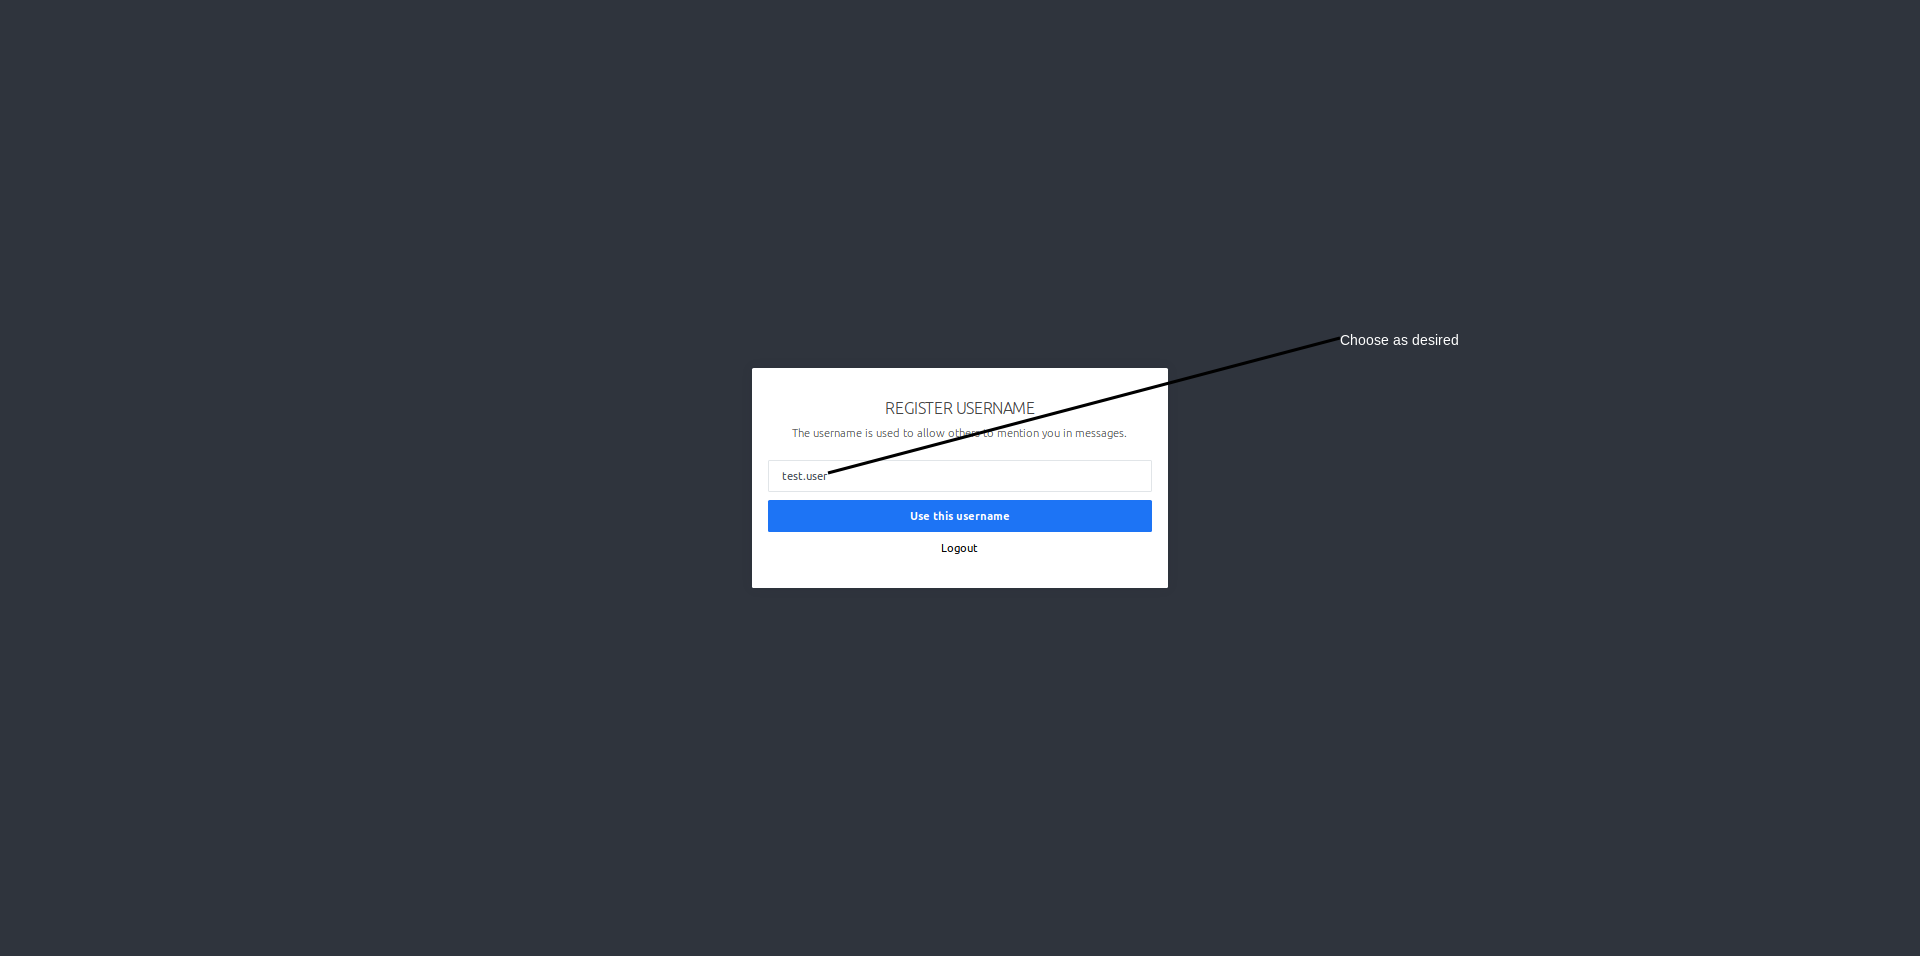 Choose as desired
REGISTER USERNAME
The username is used to allow others to mention you in messages.
test.user
Use this username
Logout